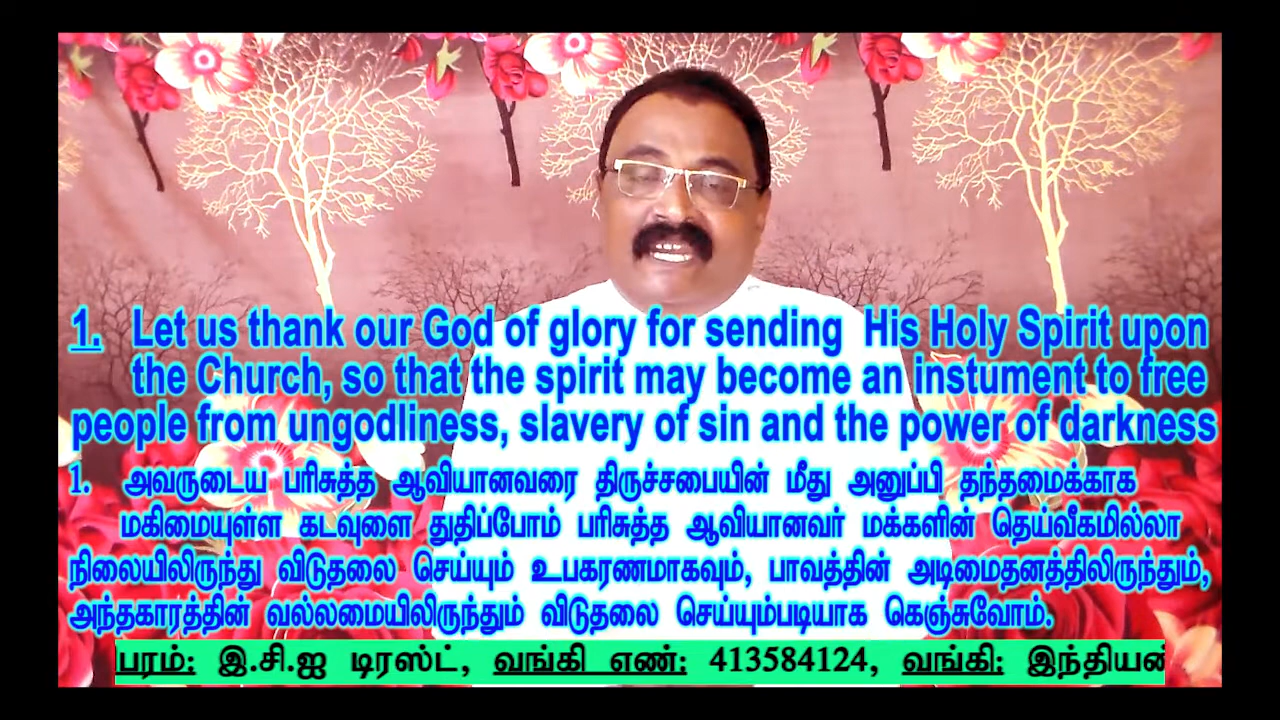 1. Let us thank our God of glory for sending His Holy Spirit upon
the Church, so that the spirit may become an instument to free
people from ungodliness, slavery of sin and the power of darkness
1. அவருடைய பரிசுத்த ஆவியானவரை திருச்சபையின் மீது அனுப்பி தந்தமைக்காக
மகிமையுள்ள கடவுளை துதிப்போம் பரிசுத்த ஆவியானவர் மக்களின் தெய்வீகமில்லா
நிலையிலிருந்து விடுதலை செய்யும் உபகரணமாகவும், பாவத்தின் அடிமைதனத்திலிருந்தும்,
அந்தகாரத்தின் வல்லமையிலிருந்தும் விடுதலை செய்யும்படியாக கெஞ்சுவோம்.
பரம்: இ.சி.ஐ டிரஸ்ட், வங்கி எண்: 413584124, வங்கி: இந்தியன்